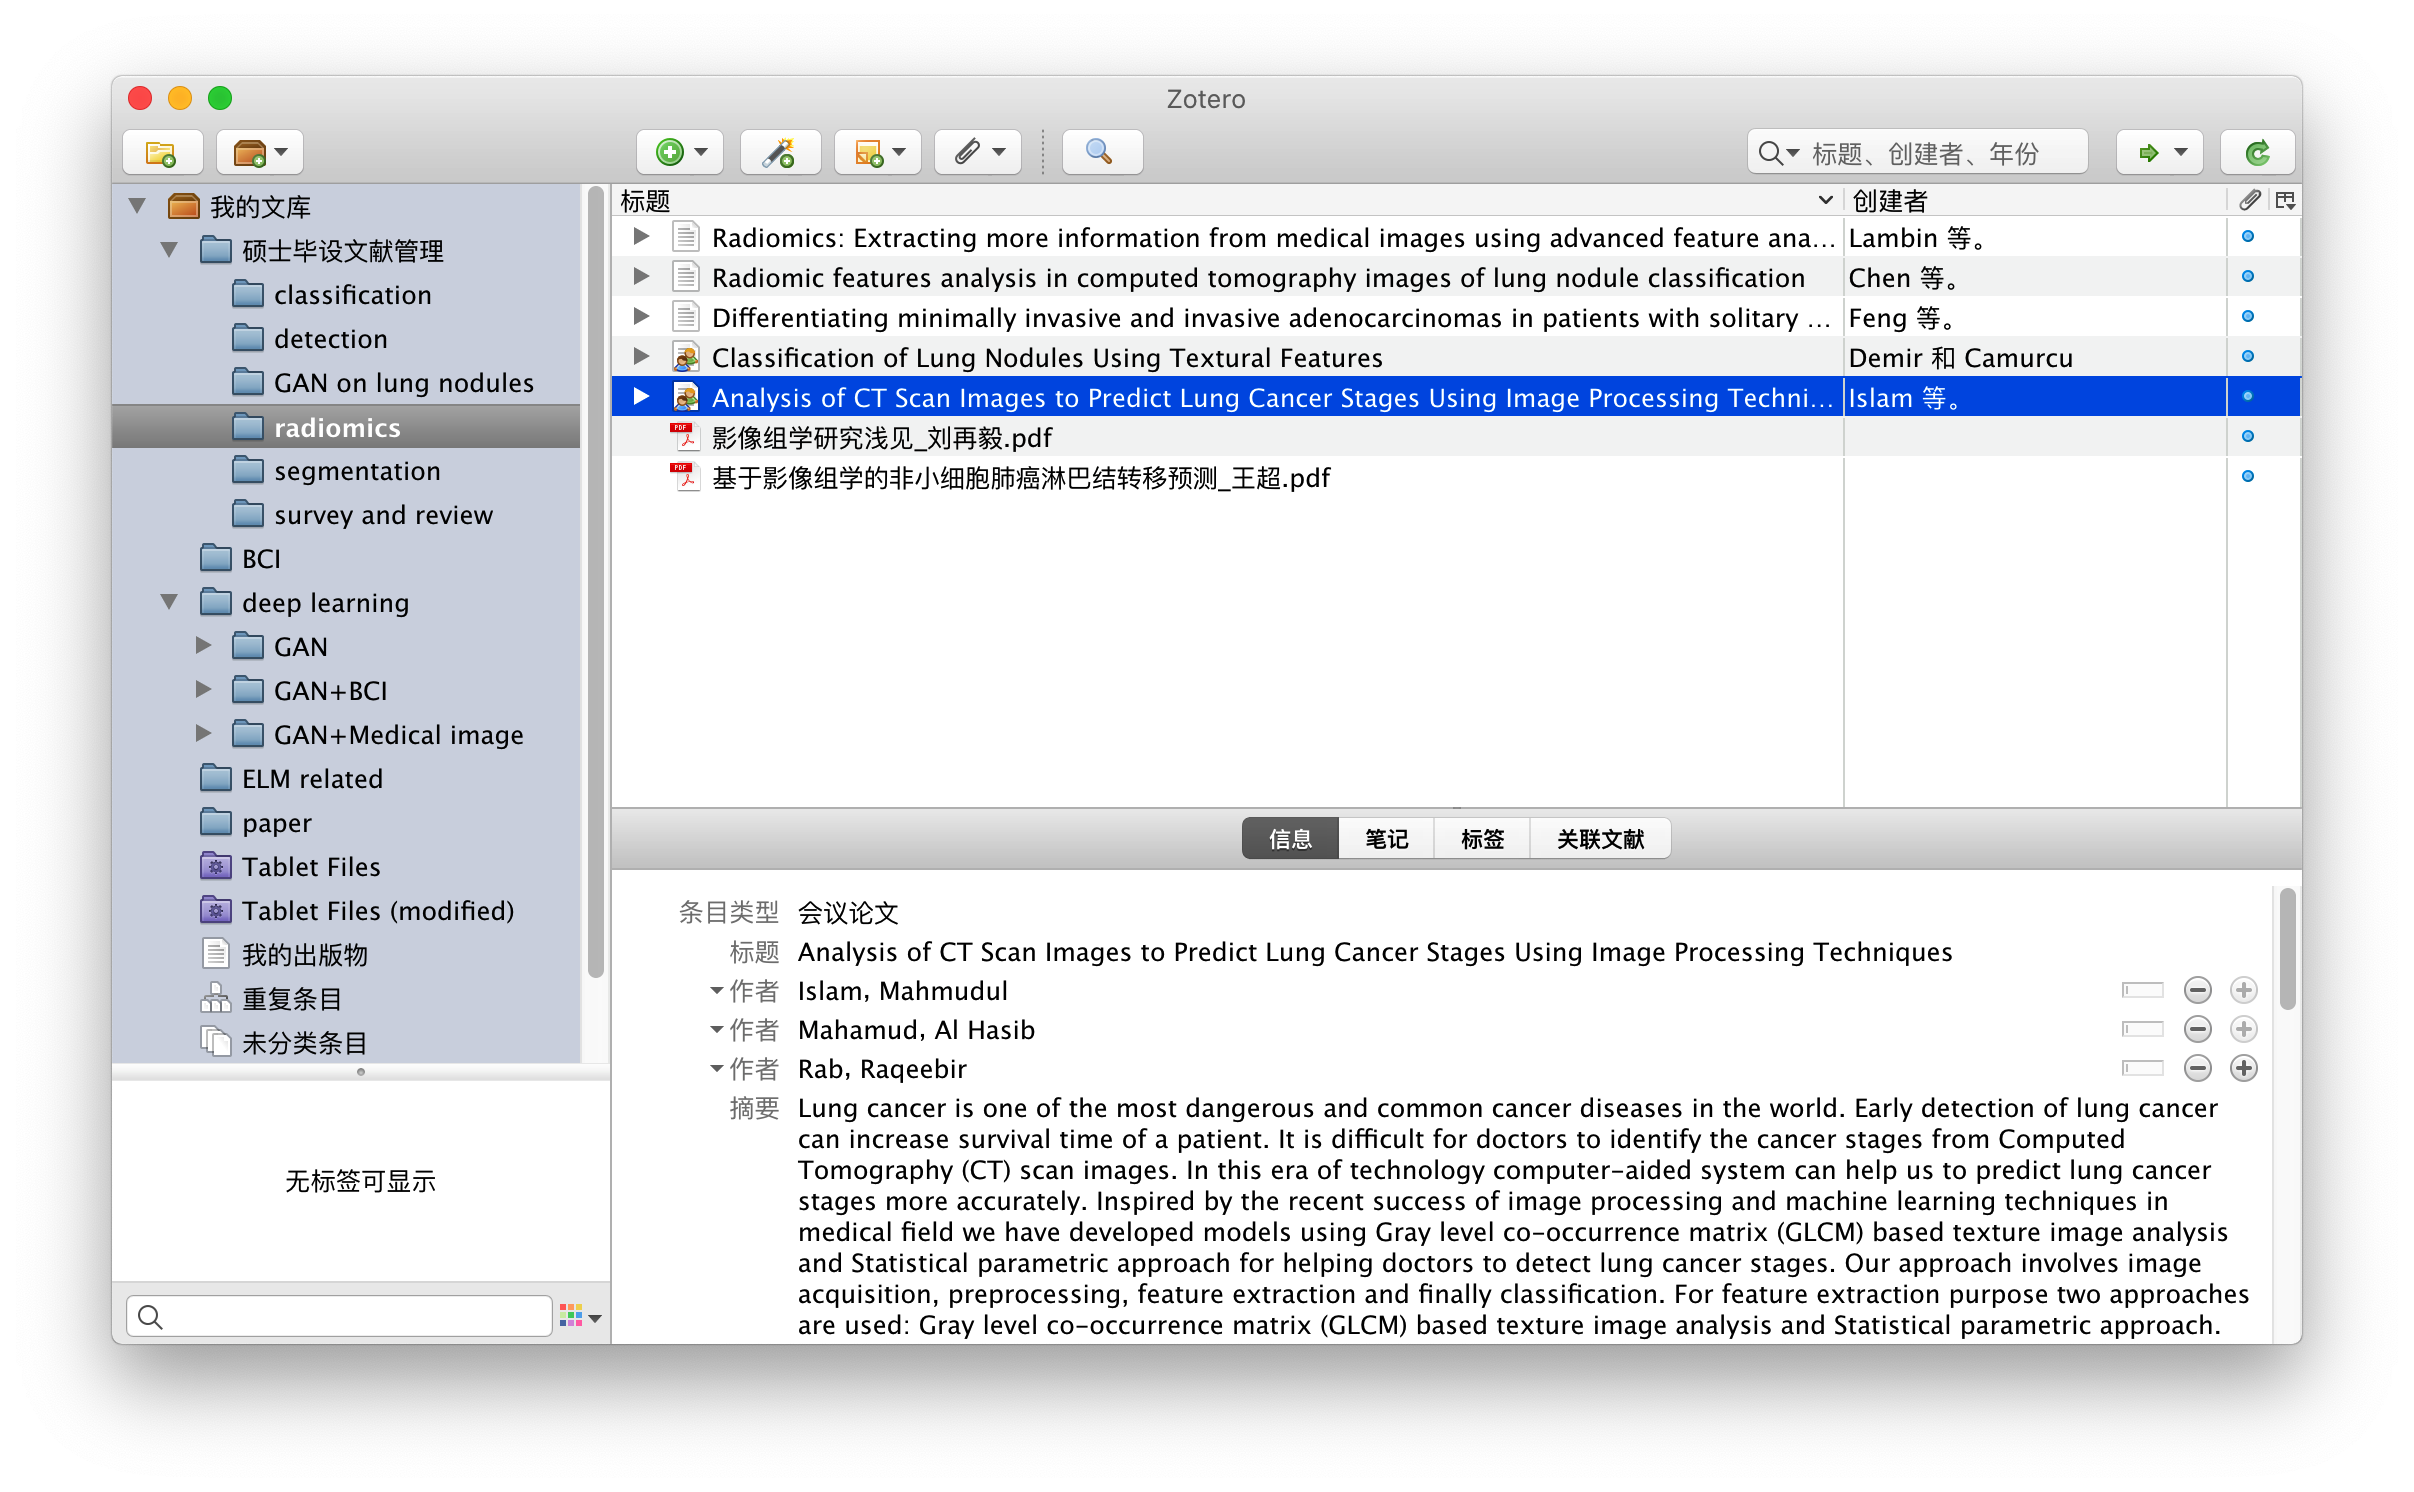 Zotero
标题、创建者、年份
我的文库
硕士毕设文献管理
classification
detection
GAN on lung nodules
radiomics
segmentation
survey and review
BCI
deep learning
GAN
GAN+BCI
GAN+Medical image
ELM related
paper
Tablet Files
Tablet Files (modified)
我的出版物
重复条目
未分类条目
无标签可显示
标题 创建者
Radiomics: Extracting more information from medical images using advanced feature ana... Lambin 等。
Radiomic features analysis in computed tomography images of lung nodule classification Chen 等。
Differentiating minimally invasive and invasive adenocarcinomas in patients with solitary ... Feng 等。
Classification of Lung Nodules Using Textural Features Demir 和 Camurcu
Analysis of CT Scan Images to Predict Lung Cancer Stages Using Image Processing Techni... Islam 等。
PDF 影像组学研究浅见_刘再毅.pdf
PDF 基于影像组学的非小细胞肺癌淋巴结转移预测_王超.pdf
信息 笔记 标签 关联文献
条目类型 会议论文
标题 Analysis of CT Scan Images to Predict Lung Cancer Stages Using Image Processing Techniques
作者 Islam, Mahmudul
作者 Mahamud, Al Hasib
作者 Rab, Raqeebir
摘要 Lung cancer is one of the most dangerous and common cancer diseases in the world. Early detection of lung cancer
can increase survival time of a patient. It is difficult for doctors to identify the cancer stages from Computed
Tomography (CT) scan images. In this era of technology computer-aided system can help us to predict lung cancer
stages more accurately. Inspired by the recent success of image processing and machine learning techniques in
medical field we have developed models using Gray level co-occurrence matrix (GLCM) based texture image analysis
and Statistical parametric approach for helping doctors to detect lung cancer stages. Our approach involves image
acquisition, preprocessing, feature extraction and finally classification. For feature extraction purpose two approaches
are used: Gray level co-occurrence matrix (GLCM) based texture image analysis and Statistical parametric approach.